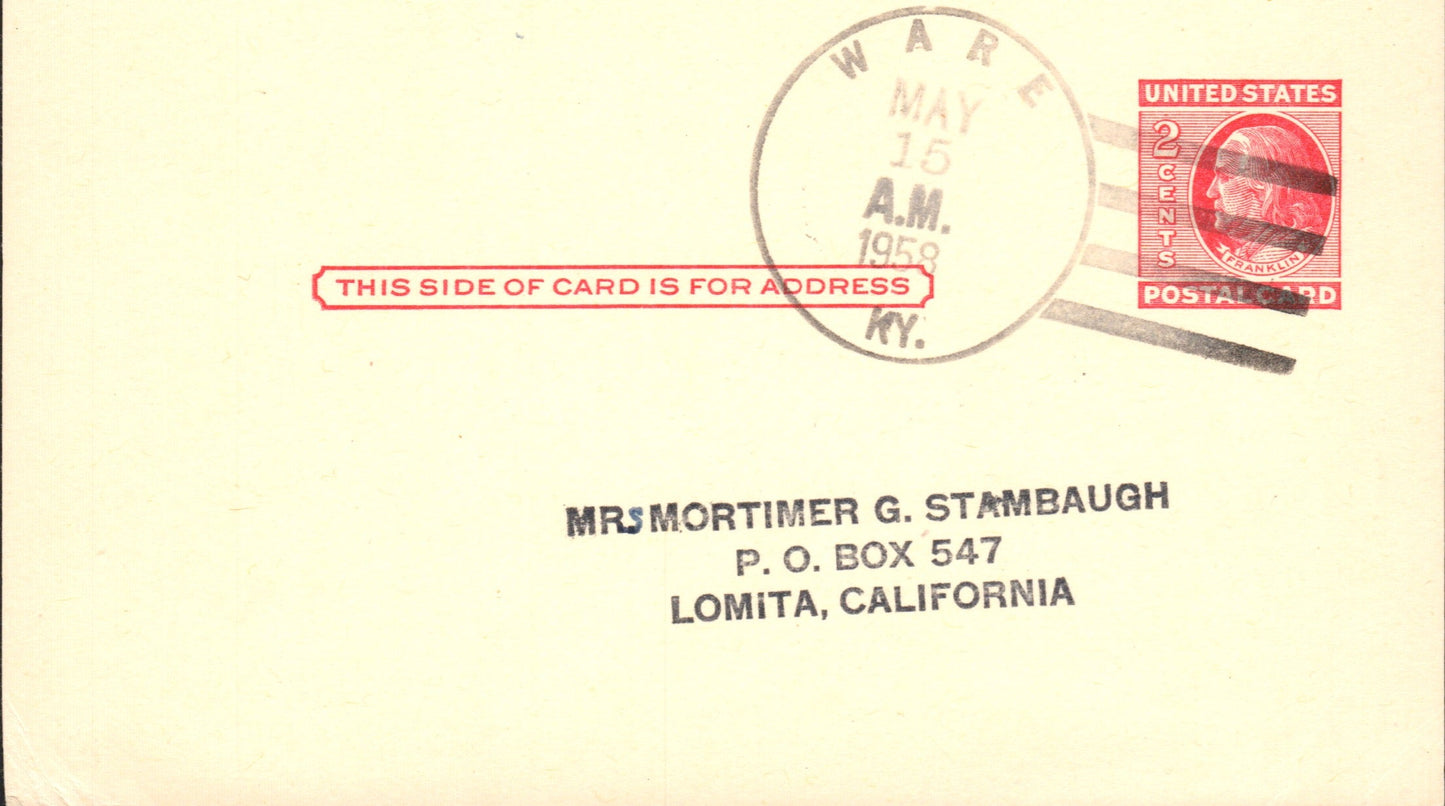 WARE
MAY
15
A.M.
1958
KY.
UNITED STATES
2 CENTS
FRANKLIN
POSTAL CARD
THIS SIDE OF CARD IS FOR ADDRESS
MRS MORTIMER G. STAMBAUGH
P. O. BOX 547
LOMiTA, CALIFORNIA